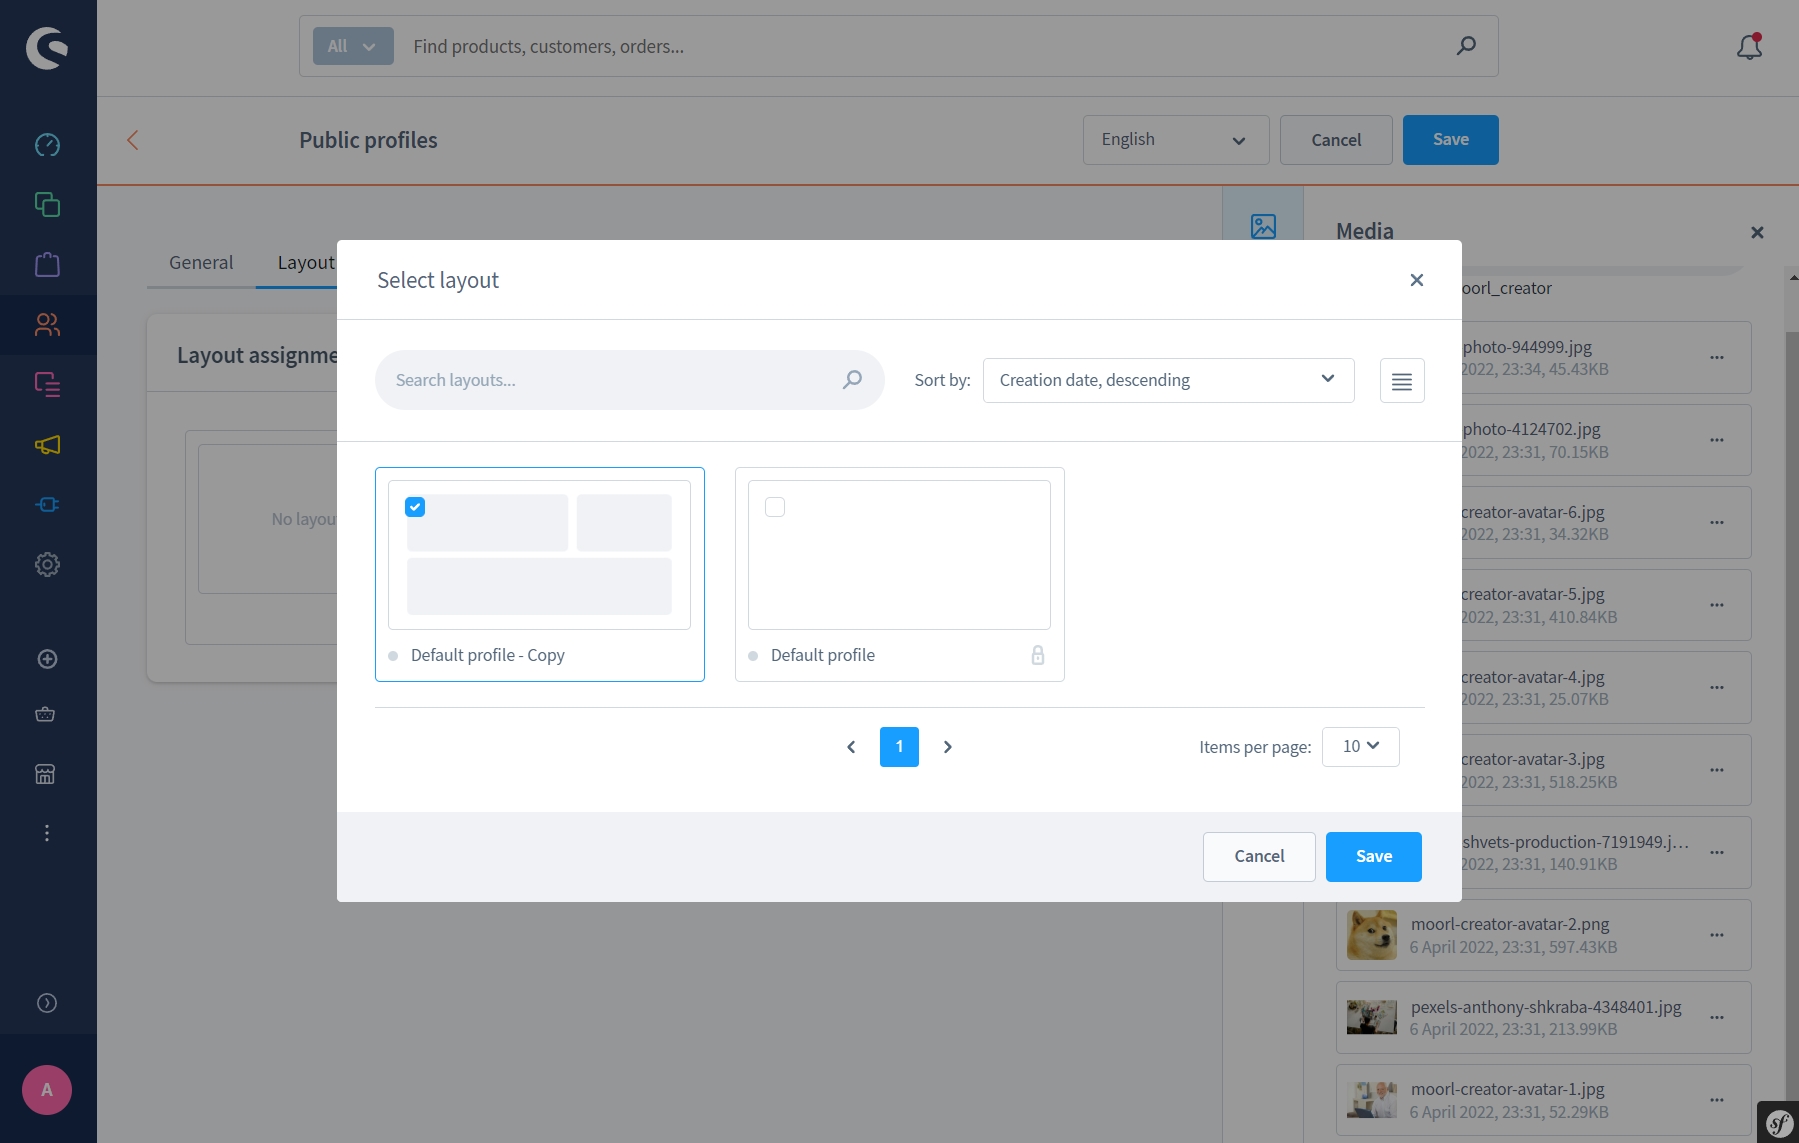 All
Find products, customers, orders...
Public profiles
English
Cancel
Save
General
Layout
Media
Select layout
oorl_creator
Layout assignme
Search layouts...
Sort by:
Creation date, descending
photo-944999.jpg
2022, 23:34, 45.43KB
photo-4124702.jpg
2022, 23:31, 70.15KB
No layou
creator-avatar-6.jpg
2022, 23:31, 34.32KB
creator-avatar-5.jpg
2022, 23:31, 410.84KB
Default profile - Copy
Default profile
creator-avatar-4.jpg
2022, 23:31, 25.07KB
1
Items per page:
10
creator-avatar-3.jpg
2022, 23:31, 518.25KB
Cancel
Save
shvets-production-7191949.j...
2022, 23:31, 140.91KB
moorl-creator-avatar-2.png
6 April 2022, 23:31, 597.43KB
pexels-anthony-shkraba-4348401.jpg
6 April 2022, 23:31, 213.99KB
moorl-creator-avatar-1.jpg
6 April 2022, 23:31, 52.29KB
A
sf